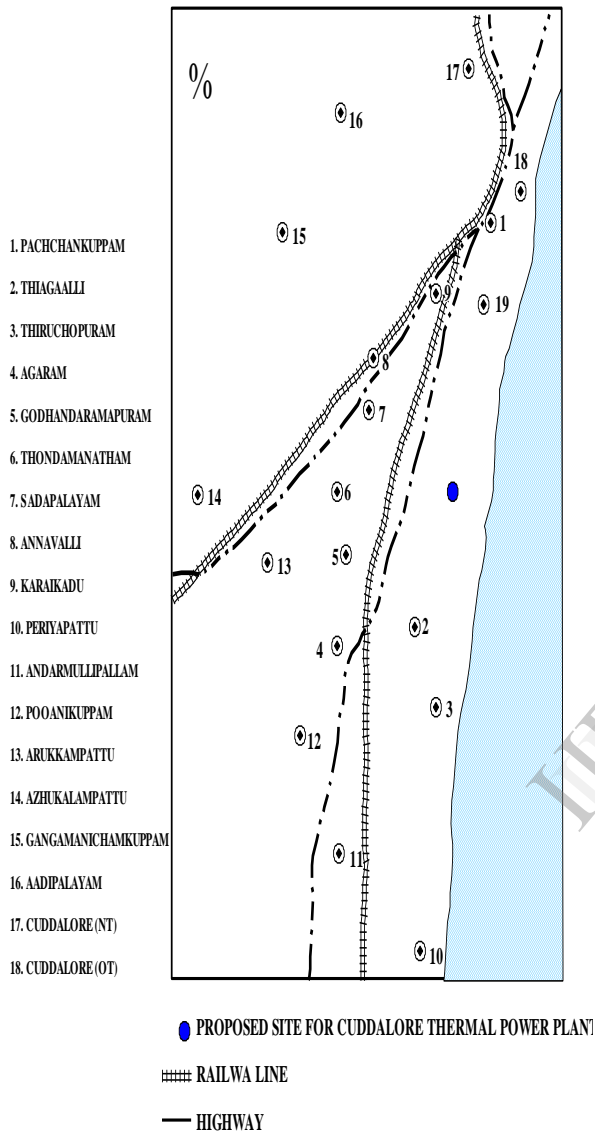 %
17
16
18
1
15
9
19
8
7
14
6
13
5
2
4
3
12
11
10
1. PACHCHANKUPPAM
2. THIAGAALLI
3. THIRUCHOPURAM
4. AGARAM
5. GODHANDARAMAPURAM
6. THONDAMANATHAM
7. SADAPALAYAM
8. ANNAVALLI
9. KARAIKADU
10. PERIYAPATTU
11. ANDARMULLIPALLAM
12. POOANIKUPPAM
13. ARUKKAMPATTU
14. AZHUKALAMPATTU
15. GANGAMANICHAMKUPPAM
16. AADIPALAYAM
17. CUDDALORE (NT)
18. CUDDALORE (OT)
PROPOSED SITE FOR CUDDALORE THERMAL POWER PLANT
RAILWA LINE
HIGHWAY